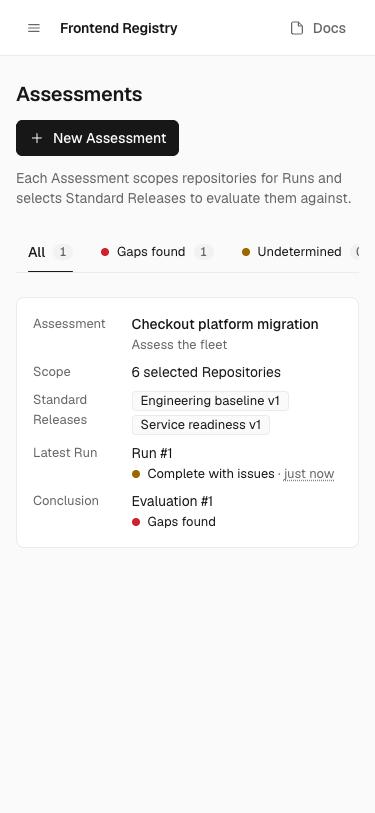 Frontend Registry
Docs
Assessments
New Assessment
Each Assessment scopes repositories for Runs and
selects Standard Releases to evaluate them against.
All 1 Gaps found 1 Undetermined
Assessment Checkout platform migration
Assess the fleet
Scope 6 selected Repositories
Standard Engineering baseline v1
Releases Service readiness v1
Latest Run Run #1
Complete with issues · just now
Conclusion Evaluation #1
Gaps found